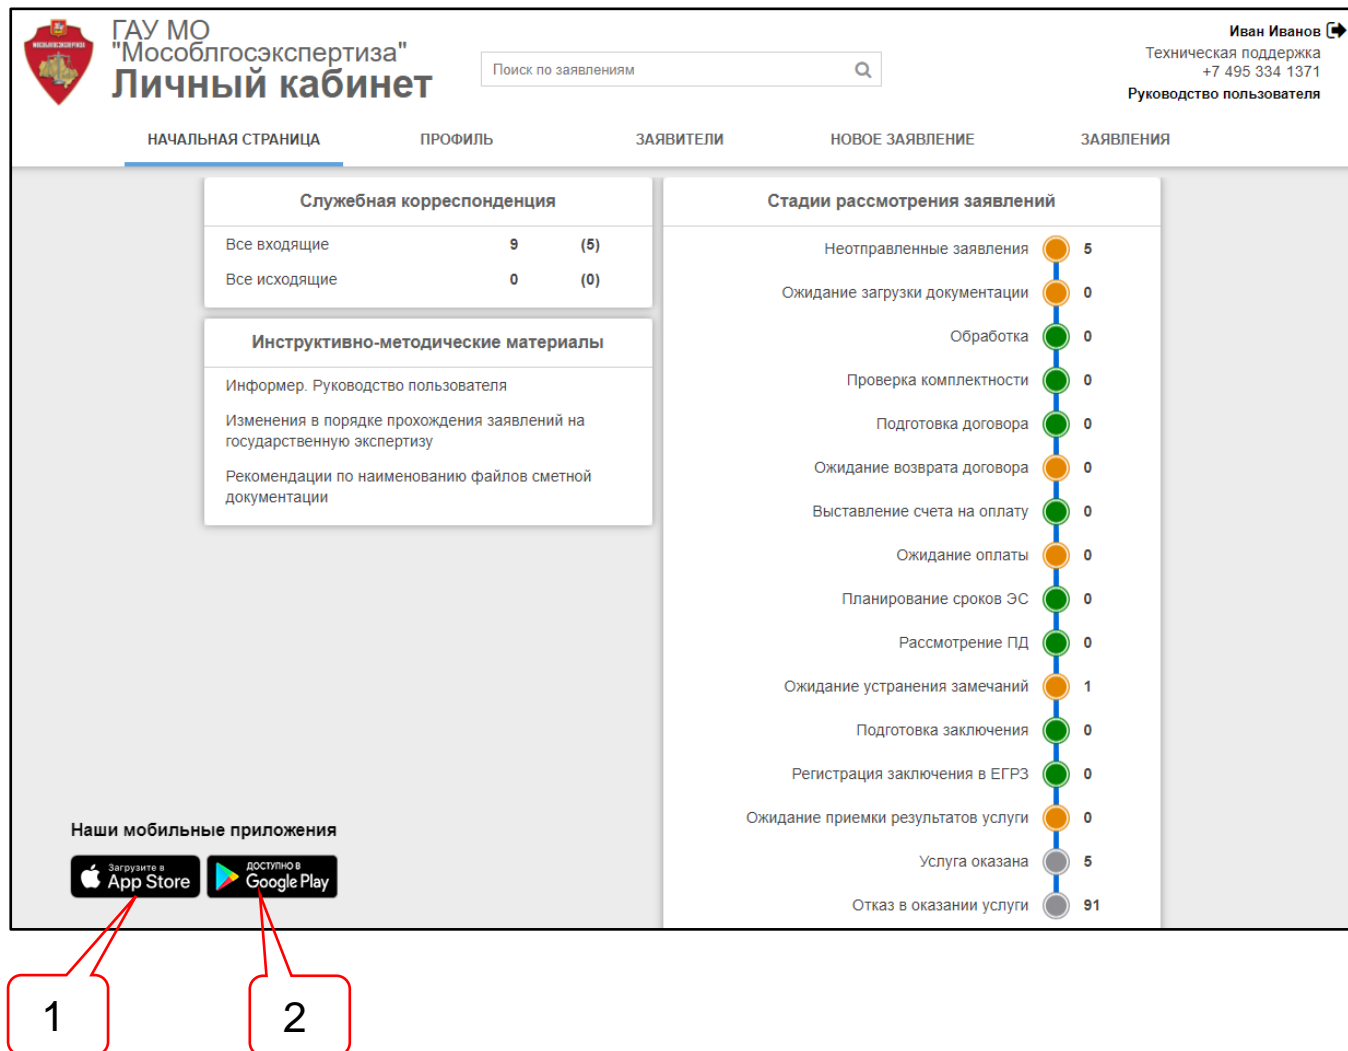 ГАУ МО
"Мособлгосэкспертиза"
Личный кабинет
МОСОБЛГОСЭКСПЕРТИЗА
Поиск по заявлениям
Иван Иванов
Техническая поддержка
+7 495 334 1371
Руководство пользователя
НАЧАЛЬНАЯ СТРАНИЦА ПРОФИЛЬ ЗАЯВИТЕЛИ НОВОЕ ЗАЯВЛЕНИЕ ЗАЯВЛЕНИЯ
Служебная корреспонденция
Все входящие 9 (5)
Все исходящие 0 (0)
Инструктивно-методические материалы
Информер. Руководство пользователя
Изменения в порядке прохождения заявлений на
государственную экспертизу
Рекомендации по наименованию файлов сметной
документации
Стадии рассмотрения заявлений
Неотправленные заявления 5
Ожидание загрузки документации 0
Обработка 0
Проверка комплектности 0
Подготовка договора 0
Ожидание возврата договора 0
Выставление счета на оплату 0
Ожидание оплаты 0
Планирование сроков ЭС 0
Рассмотрение ПД 0
Ожидание устранения замечаний 1
Подготовка заключения 0
Регистрация заключения в ЕГРЗ 0
Ожидание приемки результатов услуги 0
Услуга оказана 5
Отказ в оказании услуги 91
Наши мобильные приложения
Загрузите в
App Store
ДОСТУПНО В
Google Play
1
2